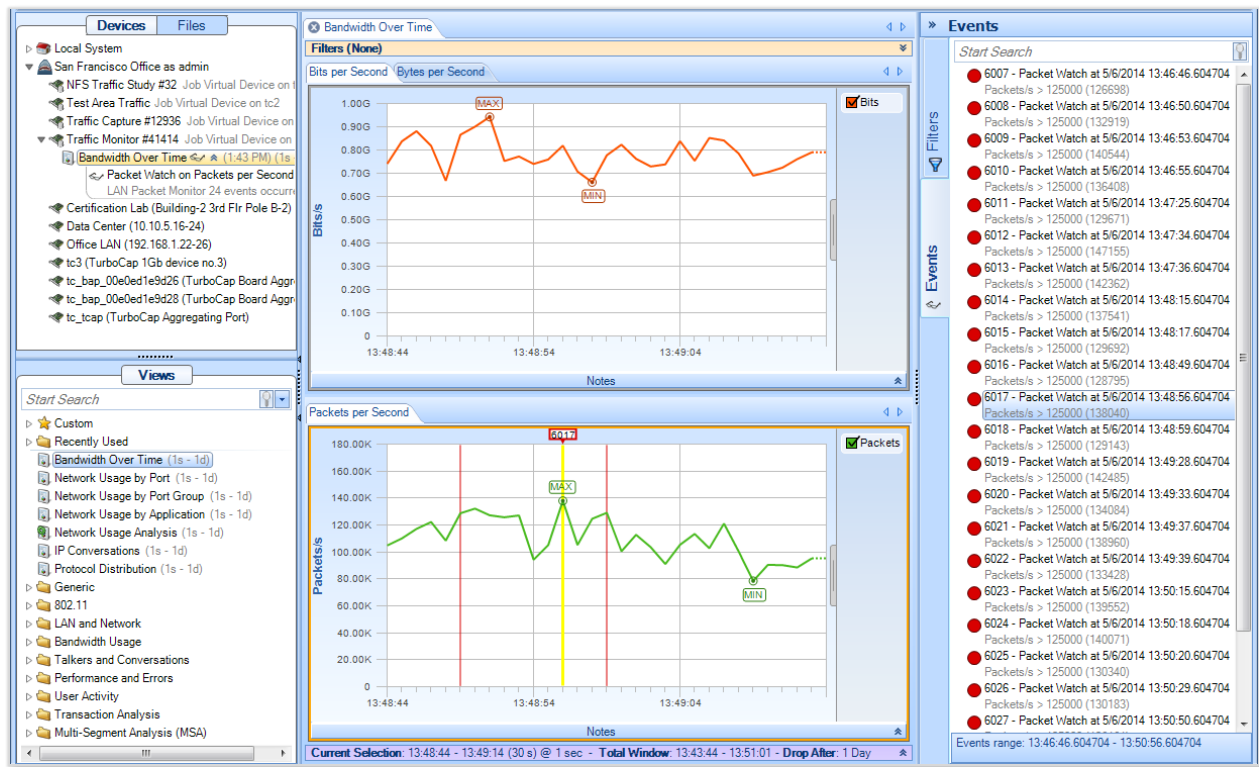 Devices
Files
Local System
San Francisco Office as admin
NFS Traffic Study #32 Job Virtual Device on
Test Area Traffic Job Virtual Device on tc2
Traffic Capture #12936 Job Virtual Device on
Traffic Monitor #41414 Job Virtual Device on
Bandwidth Over Time (1:43 PM) (1s
Packet Watch on Packets per Second
LAN Packet Monitor 24 events occurre
Certification Lab (Building-2 3rd Flr Pole B-2)
Data Center (10.10.5.16-24)
Office LAN (192.168.1.22-26)
tc3 (TurboCap 1Gb device no.3)
tc_bap_00e0ed1e9d26 (TurboCap Board Aggr
tc_bap_00e0ed1e9d28 (TurboCap Board Aggr
tc_tcap (TurboCap Aggregating Port)
Views
Start Search
Custom
Recently Used
Bandwidth Over Time (1s - 1d)
Network Usage by Port (1s - 1d)
Network Usage by Port Group (1s - 1d)
Network Usage by Application (1s - 1d)
Network Usage Analysis (1s - 1d)
IP Conversations (1s - 1d)
Protocol Distribution (1s - 1d)
Generic
802.11
LAN and Network
Bandwidth Usage
Talkers and Conversations
Performance and Errors
User Activity
Transaction Analysis
Multi-Segment Analysis (MSA)
Bandwidth Over Time
Filters (None)
Bits per Second
Bytes per Second
1.00G
0.90G
0.80G
0.70G
0.60G
0.50G
0.40G
0.30G
0.20G
0.10G
0
Bits/s
MAX
MIN
13:48:44
13:48:54
13:49:04
Bits
Notes
Packets per Second
180.00K
160.00K
140.00K
120.00K
100.00K
80.00K
60.00K
40.00K
20.00K
0
Packets/s
6017
MAX
MIN
13:48:44
13:48:54
13:49:04
Packets
Notes
Current Selection: 13:48:44 - 13:49:14 (30 s) @ 1 sec - Total Window: 13:43:44 - 13:51:01 - Drop After: 1 Day
Filters
Events
Events
Start Search
6007 - Packet Watch at 5/6/2014 13:46:46.604704
Packets/s > 125000 (126698)
6008 - Packet Watch at 5/6/2014 13:46:50.604704
Packets/s > 125000 (132919)
6009 - Packet Watch at 5/6/2014 13:46:53.604704
Packets/s > 125000 (140544)
6010 - Packet Watch at 5/6/2014 13:46:55.604704
Packets/s > 125000 (136408)
6011 - Packet Watch at 5/6/2014 13:47:25.604704
Packets/s > 125000 (129671)
6012 - Packet Watch at 5/6/2014 13:47:34.604704
Packets/s > 125000 (147155)
6013 - Packet Watch at 5/6/2014 13:47:36.604704
Packets/s > 125000 (142362)
6014 - Packet Watch at 5/6/2014 13:48:15.604704
Packets/s > 125000 (137541)
6015 - Packet Watch at 5/6/2014 13:48:17.604704
Packets/s > 125000 (129692)
6016 - Packet Watch at 5/6/2014 13:48:49.604704
Packets/s > 125000 (128795)
6017 - Packet Watch at 5/6/2014 13:48:56.604704
Packets/s > 125000 (138040)
6018 - Packet Watch at 5/6/2014 13:48:59.604704
Packets/s > 125000 (129143)
6019 - Packet Watch at 5/6/2014 13:49:28.604704
Packets/s > 125000 (142485)
6020 - Packet Watch at 5/6/2014 13:49:33.604704
Packets/s > 125000 (134084)
6021 - Packet Watch at 5/6/2014 13:49:37.604704
Packets/s > 125000 (138960)
6022 - Packet Watch at 5/6/2014 13:49:39.604704
Packets/s > 125000 (133428)
6023 - Packet Watch at 5/6/2014 13:50:15.604704
Packets/s > 125000 (139552)
6024 - Packet Watch at 5/6/2014 13:50:18.604704
Packets/s > 125000 (140071)
6025 - Packet Watch at 5/6/2014 13:50:20.604704
Packets/s > 125000 (130340)
6026 - Packet Watch at 5/6/2014 13:50:29.604704
Packets/s > 125000 (130183)
6027 - Packet Watch at 5/6/2014 13:50:50.604704
Events range: 13:46:46.604704 - 13:50:56.604704